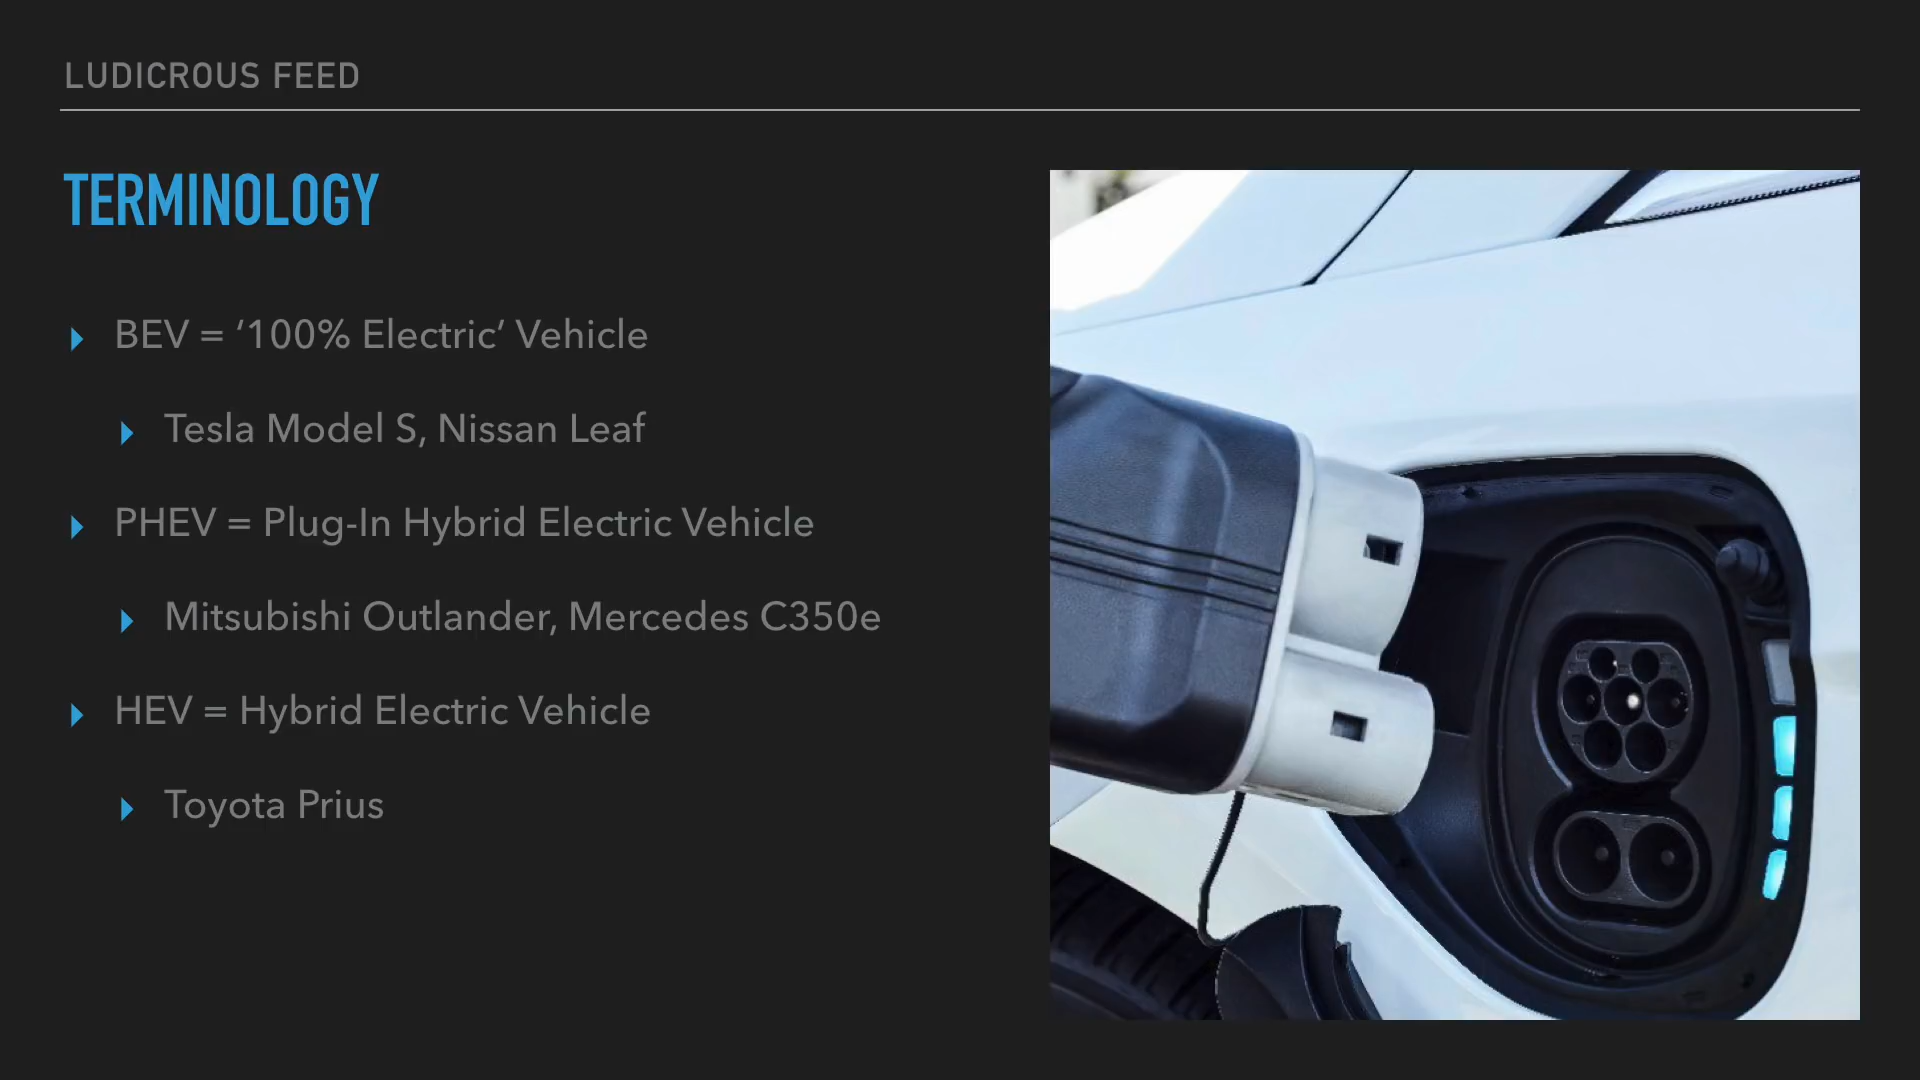 LUDICROUS FEED
TERMINOLOGY
BEV = ‘100% Electric’ Vehicle
Tesla Model S, Nissan Leaf
PHEV = Plug-In Hybrid Electric Vehicle
Mitsubishi Outlander, Mercedes C350e
HEV = Hybrid Electric Vehicle
Toyota Prius